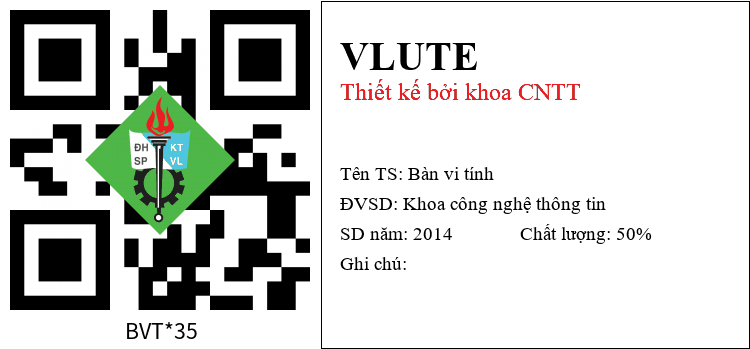 ĐH KT
SP VL
BVT*35
VLUTE
Thiết kế bởi khoa CNTT
Tên TS: Bàn vi tính
ĐVSD: Khoa công nghệ thông tin
SD năm: 2014 Chất lượng: 50%
Ghi chú: